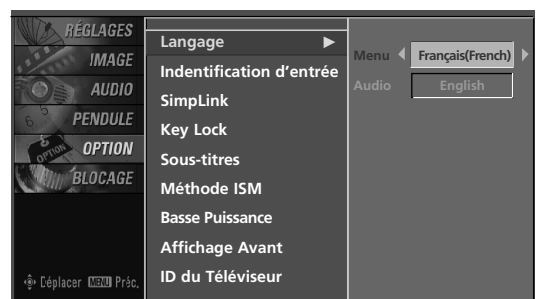 RÉGLAGES
IMAGE
AUDIO
PENDULE
OPTION
BLOCAGE
Déplacer MENU Préc.
Langage ►
Indentification d'entrée
SimpLink
Key Lock
Sous-titres
Méthode ISM
Basse Puissance
Affichage Avant
ID du Téléviseur
Menu ◄ Français(French) ►
Audio English